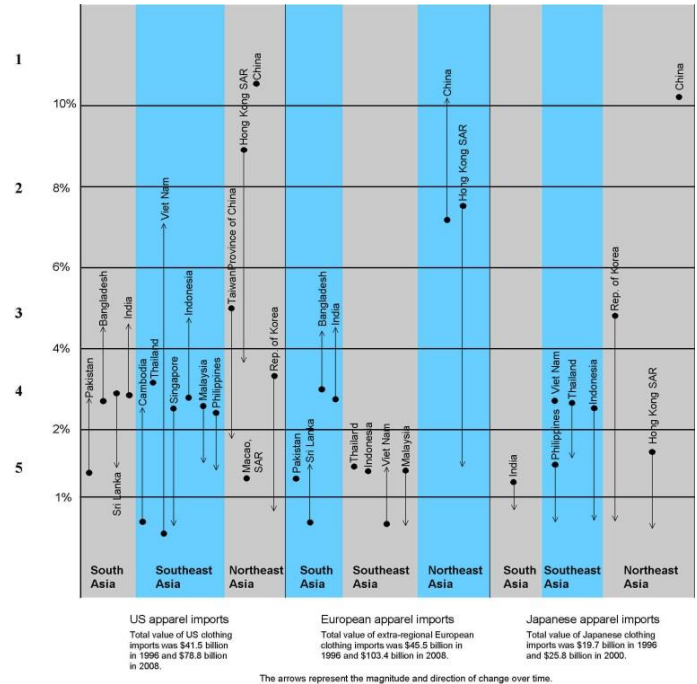 1
2
3
4
5
10%
8%
6%
4%
2%
1%
Pakistan
Bangladesh
Sri Lanka
India
Cambodia
Thailand
Viet Nam
Singapore
Indonesia
Malaysia
Philippines
TaiwanProvince of China
Hong Kong SAR
China
Macao,
SAR
Rep. of Korea
Pakistan
Sri Lanka
Bangladesh
India
Thailand
Indonesia
Viet Nam
Malaysia
China
Hong Kong SAR
India
Philippines
Viet Nam
Thailand
Indonesia
Rep. of Korea
Hong Kong SAR
China
South
Asia
Southeast
Asia
Northeast
Asia
South
Asia
Southeast
Asia
Northeast
Asia
South
Asia
Southeast
Asia
Northeast
Asia
US apparel imports
Total value of US clothing
imports was $41.5 billion
in 1996 and $78.8 billion
in 2008.
European apparel imports
Total value of extra-regional European
clothing imports was $45.5 billion in
1996 and $103.4 billion in 2008.
Japanese apparel imports
Total value of Japanese clothing
imports was $19.7 billion in 1996
and $25.8 billion in 2000.
The arrows represent the magnitude and direction of change over time.